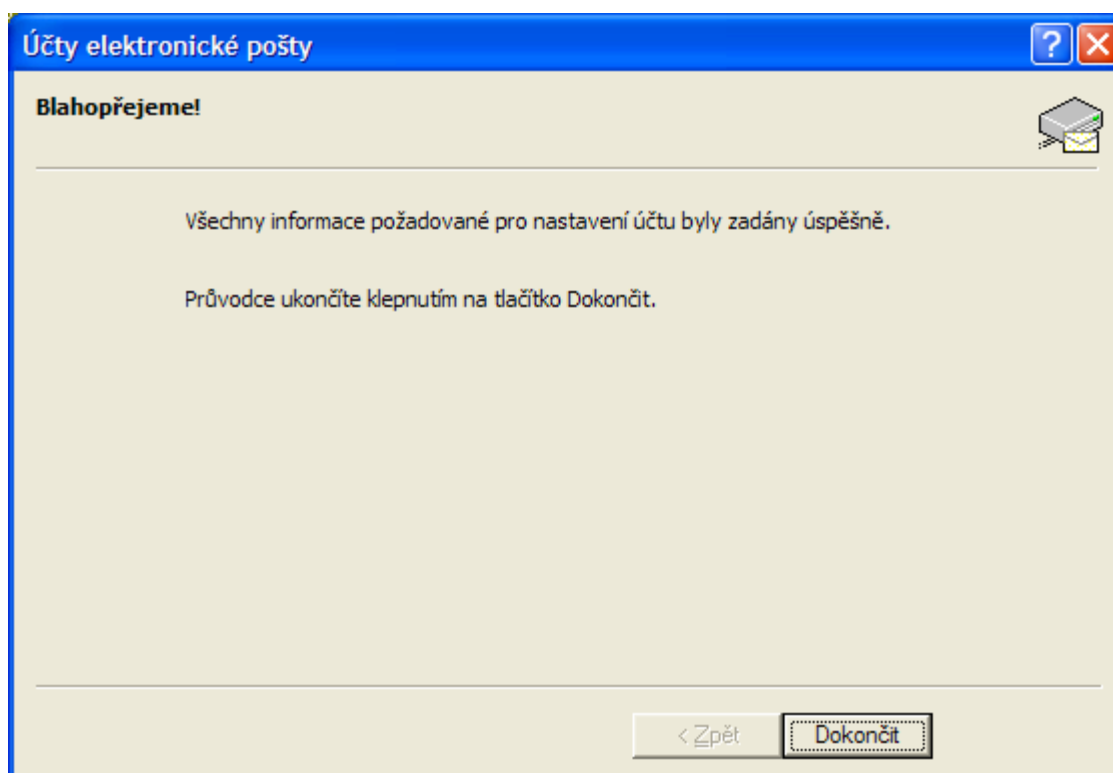 Účty elektronické pošty
?
Blahopřejeme!
Všechny informace požadované pro nastavení účtu byly zadány úspěšně.
Průvodce ukončíte klepnutím na tlačítko Dokončit.
< Zpět Dokončit